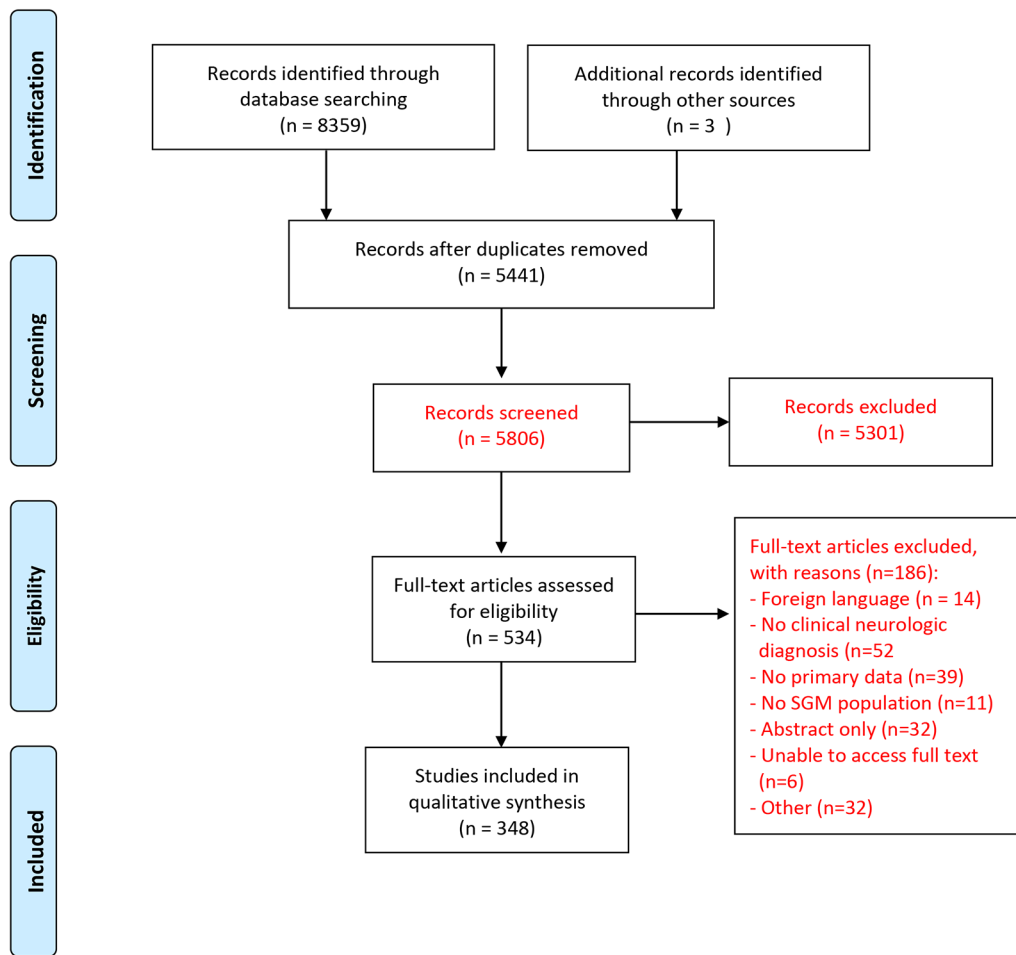 Identification
Records identified through
database searching
(n = 8359)
Additional records identified
through other sources
(n = 3  )
Records after duplicates removed
(n = 5441)
Screening
Records screened
(n = 5806)
Records excluded
(n = 5301)
Eligibility
Full-text articles assessed
for eligibility
(n = 534)
Full-text articles excluded,
with reasons (n=186):
- Foreign language (n = 14)
- No clinical neurologic
diagnosis (n=52
- No primary data (n=39)
- No SGM population (n=11)
- Abstract only (n=32)
- Unable to access full text
(n=6)
- Other (n=32)
Included
Studies included in
qualitative synthesis
(n = 348)